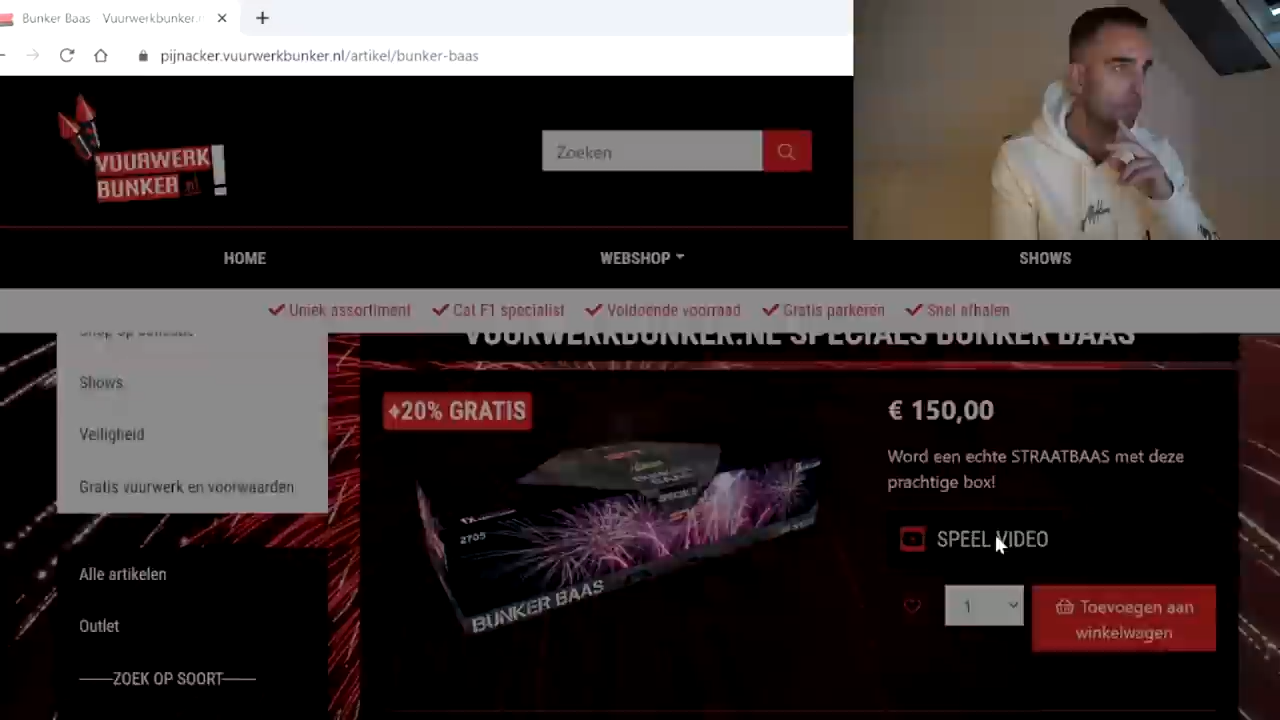 Bunker Baas Vuurwerkbunker.n
pijnacker.vuurwerkbunker.nl/artikel/bunker-baas
VUURWERK
BUNKER.nl!
Zoeken
HOME
WEBSHOP
SHOWS
Uniek assortiment
Cat F1 specialist
Voldoende voorraad
Gratis parkeren
Snel afhalen
VUURWERKBUNKER.NL SPECIALS BUNKER BAAS
Shows
Veiligheid
Gratis vuurwerk en voorwaarden
+20% GRATIS
2705
BUNKER BAAS
€ 150,00
Word een echte STRAATBAAS met deze
prachtige box!
SPEEL VIDEO
1
Toevoegen aan
winkelwagen
Alle artikelen
Outlet
ZOEK OP SOORT